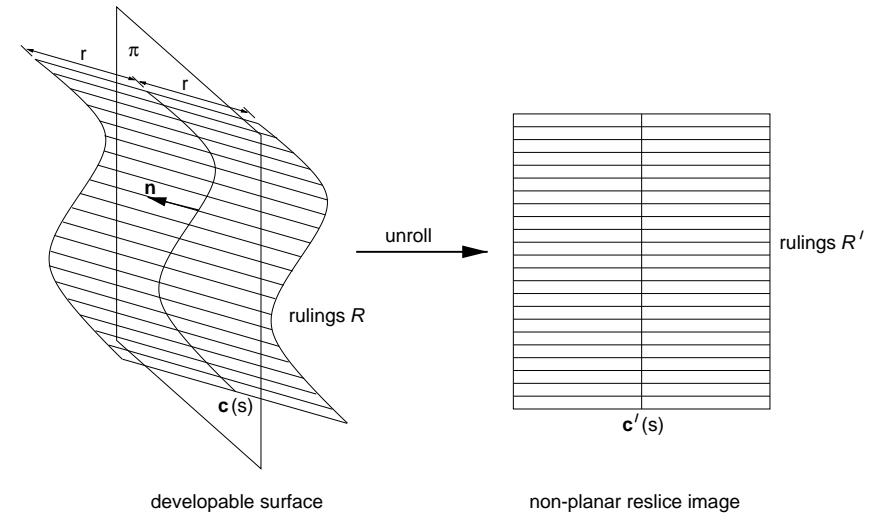 r
π
r
n
unroll
rulings R
rulings R′
c(s)
c′(s)
developable surface
non-planar reslice image